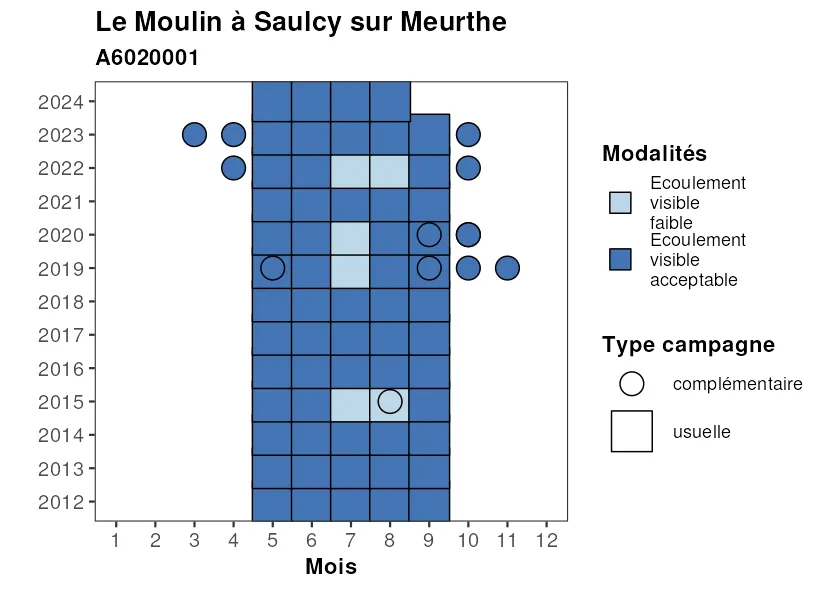 Le Moulin à Saulcy sur Meurthe
A6020001
2024
2023
2022
2021
2020
2019
2018
2017
2016
2015
2014
2013
2012
1 2 3 4 5 6 7 8 9 10 11 12
Mois
Modalités
Ecoulement
visible
faible
Ecoulement
visible
acceptable
Type campagne
complémentaire
usuelle